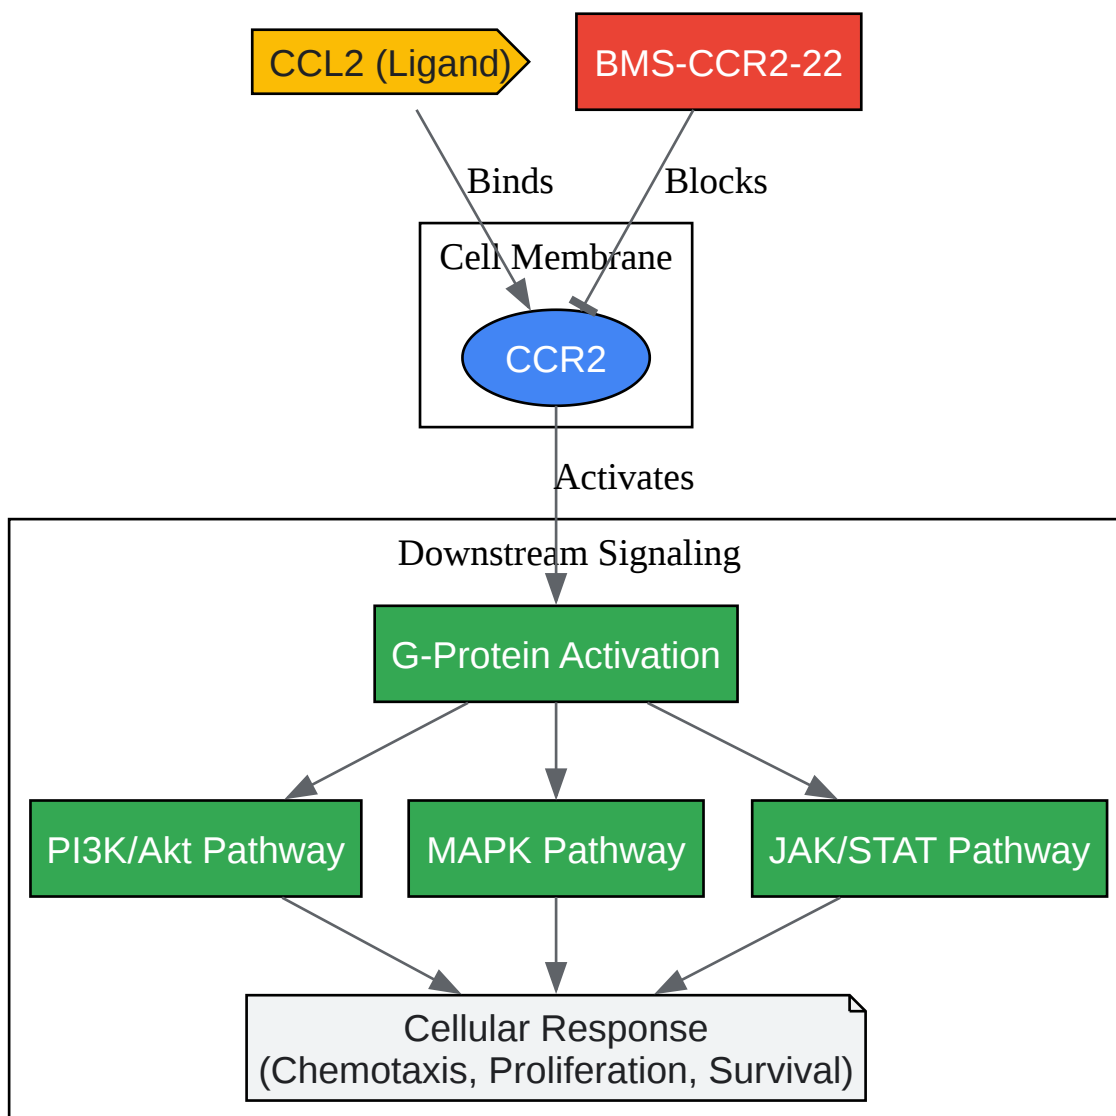 CCL2 (Ligand)
BMS-CCR2-22
Binds
Blocks
Cell Membrane
CCR2
Activates
Downstream Signaling
G-Protein Activation
PI3K/Akt Pathway
MAPK Pathway
JAK/STAT Pathway
Cellular Response
(Chemotaxis, Proliferation, Survival)